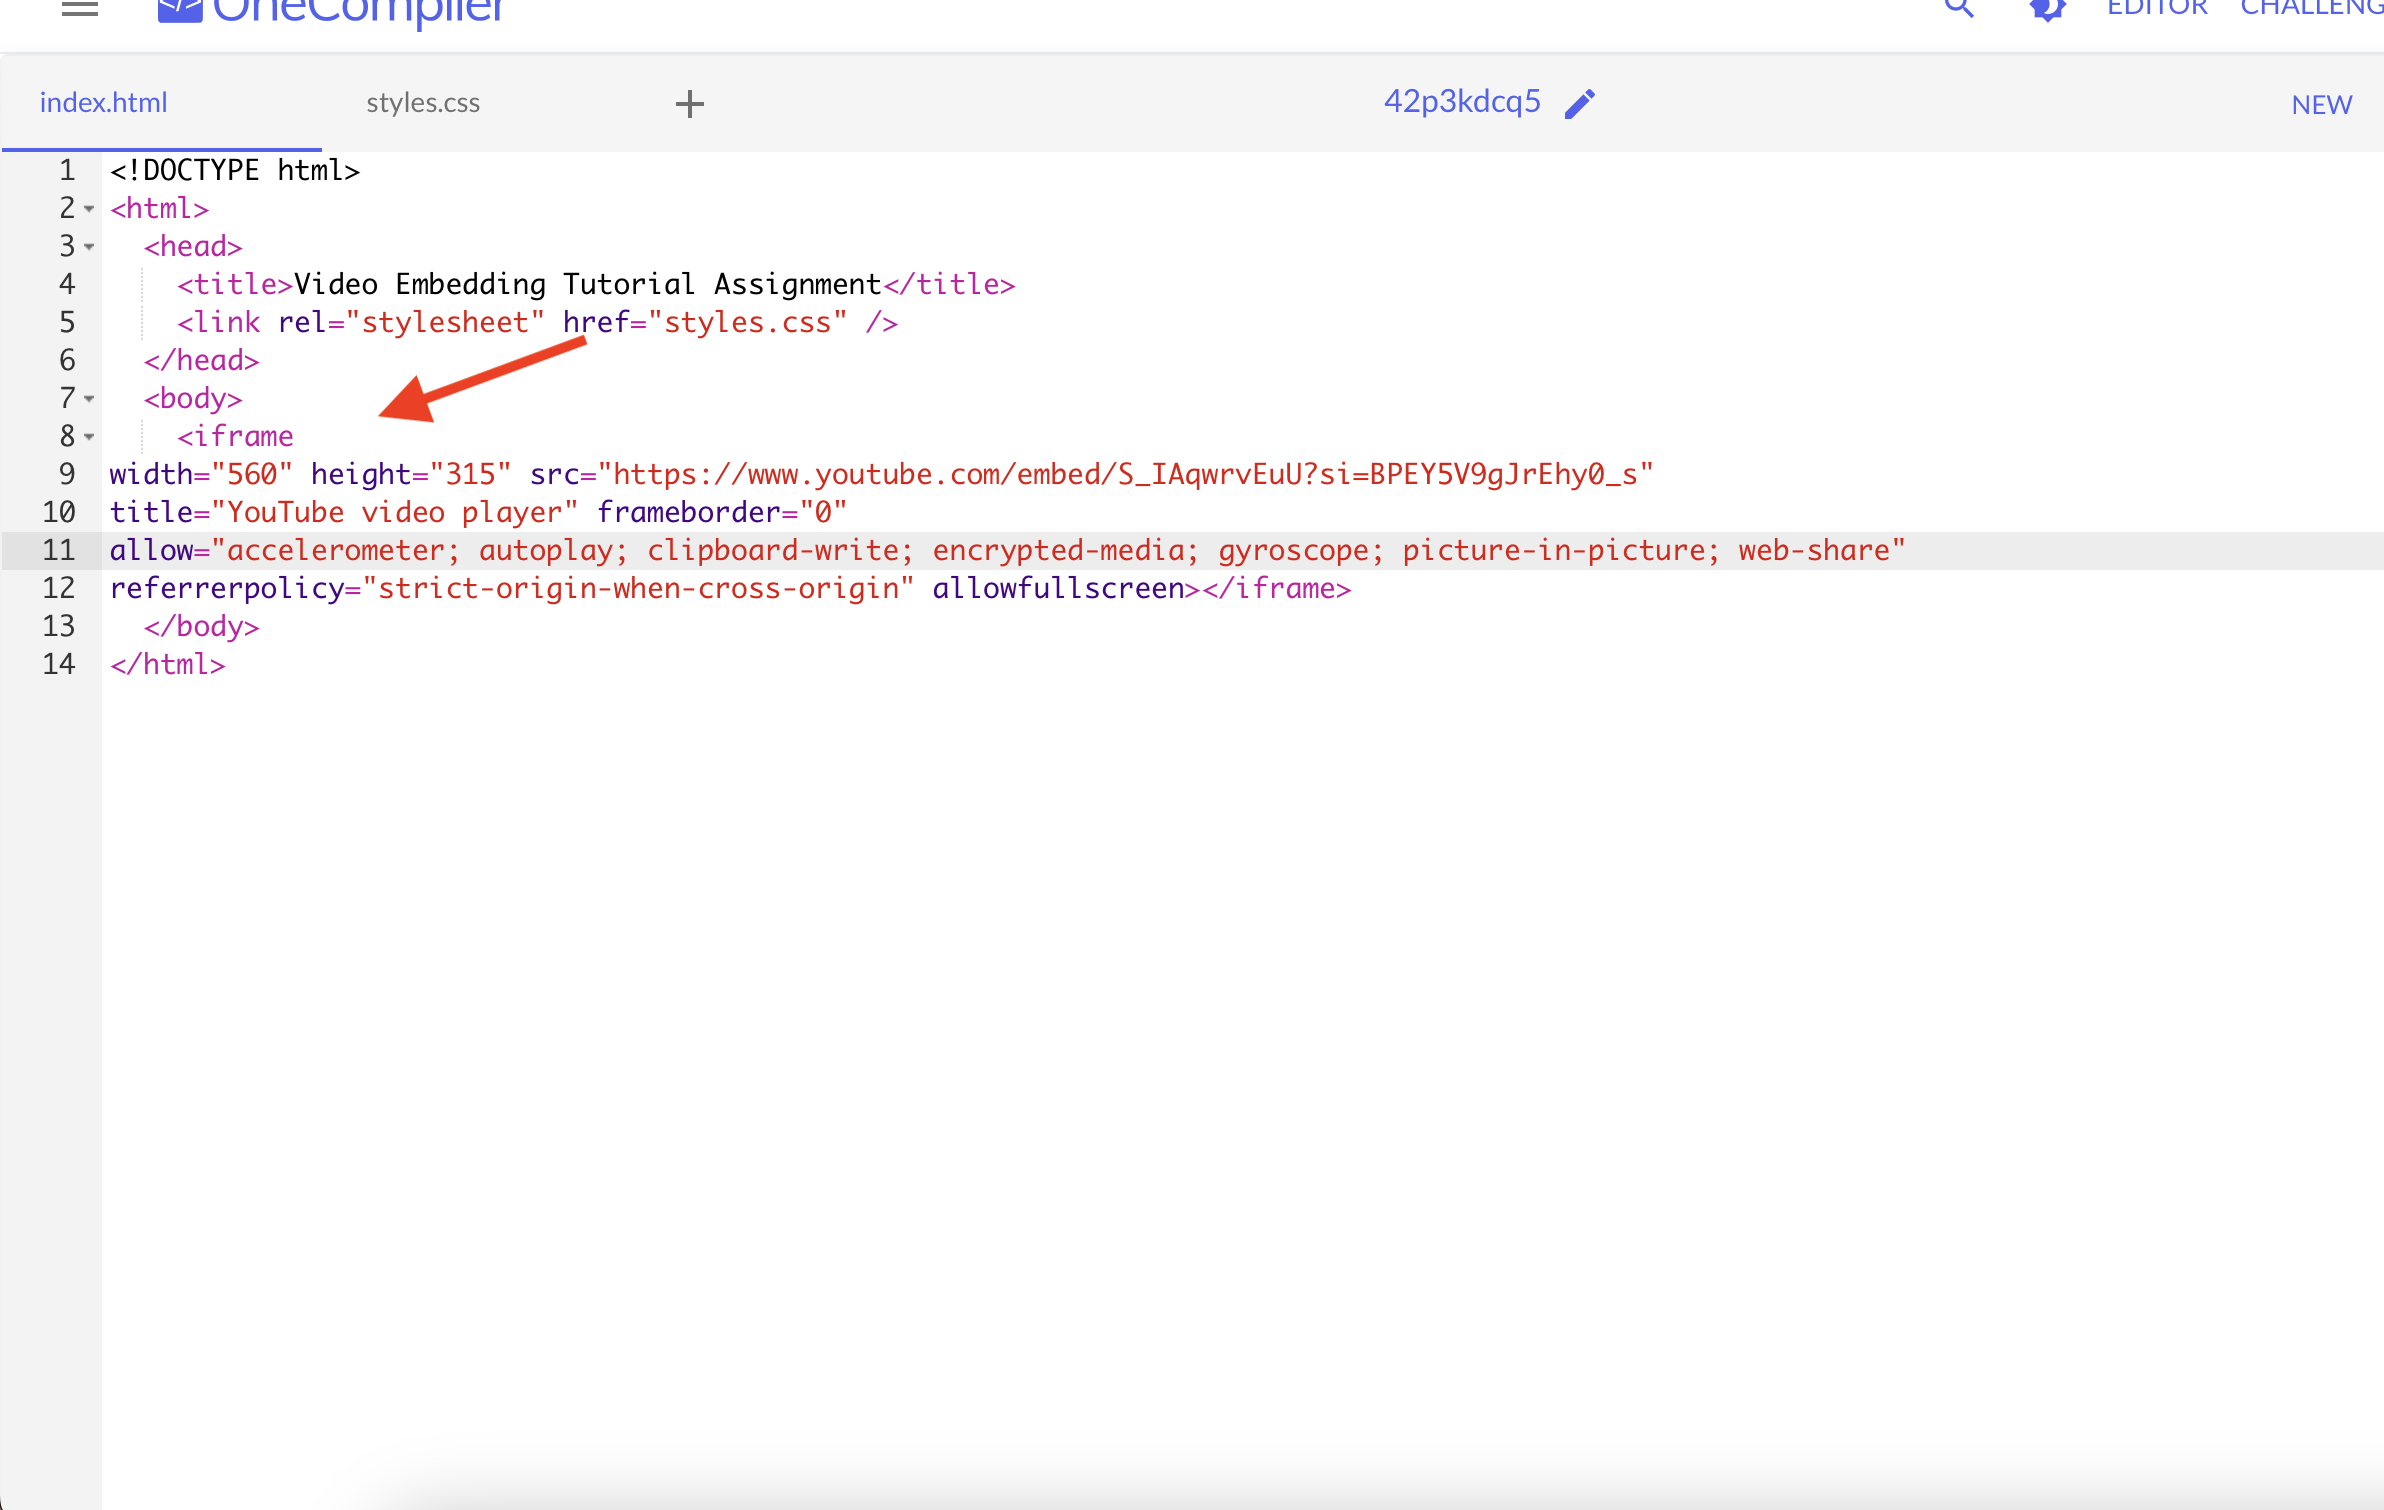 </> OneCompiler EDITOR CHALLENG
index.html styles.css + 42p3kdcq5 NEW
1 <!DOCTYPE html>
2 <html>
3 <head>
4 <title>Video Embedding Tutorial Assignment</title>
5 <link rel="stylesheet" href="styles.css" />
6 </head>
7 <body>
8 <iframe
9 width="560" height="315" src="https://www.youtube.com/embed/S_IAqwrvEuU?si=BPEY5V9gJrEhy0_s"
10 title="YouTube video player" frameborder="0"
11 allow="accelerometer; autoplay; clipboard-write; encrypted-media; gyroscope; picture-in-picture; web-share"
12 referrerpolicy="strict-origin-when-cross-origin" allowfullscreen></iframe>
13 </body>
14 </html>